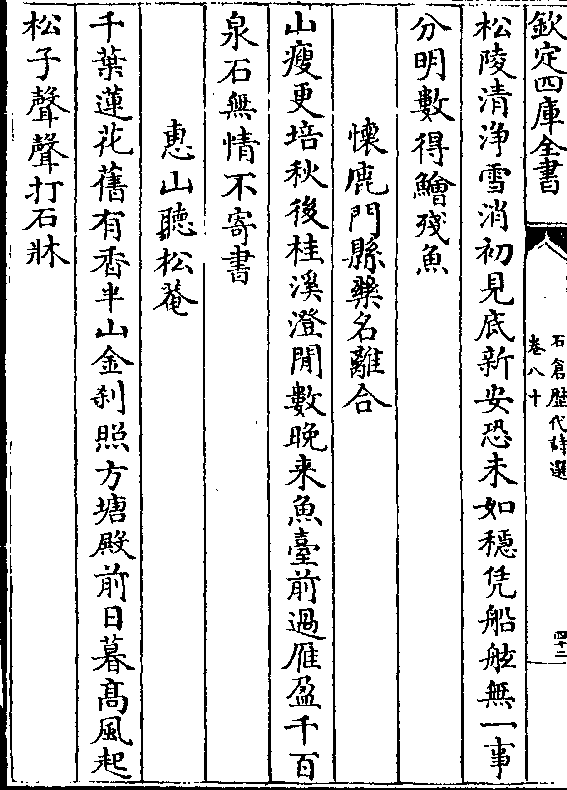 欽定四庫全書
石倉歴代詩選
卷八十
四十二
松陵清浄雪消初見底新安恐未如穩凭船舷無一事
分明數得鱠殘魚
懐鹿門縣藥名離合
山瘦更培秋後桂溪澄閒數晚来魚臺前過雁盈千百
泉石無情不寄書
惠山聽松菴
千葉蓮花舊有香半山金刹照方塘殿前日暮髙風起
松子聲聲打石牀